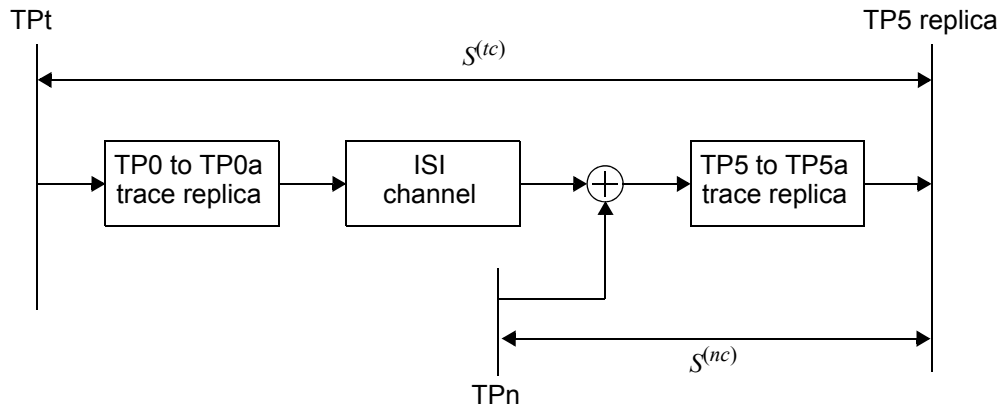 TPt
TP5 replica
S(tc)
TP0 to TP0a
trace replica
ISI
channel
TP5 to TP5a
trace replica
S(nc)
TPn